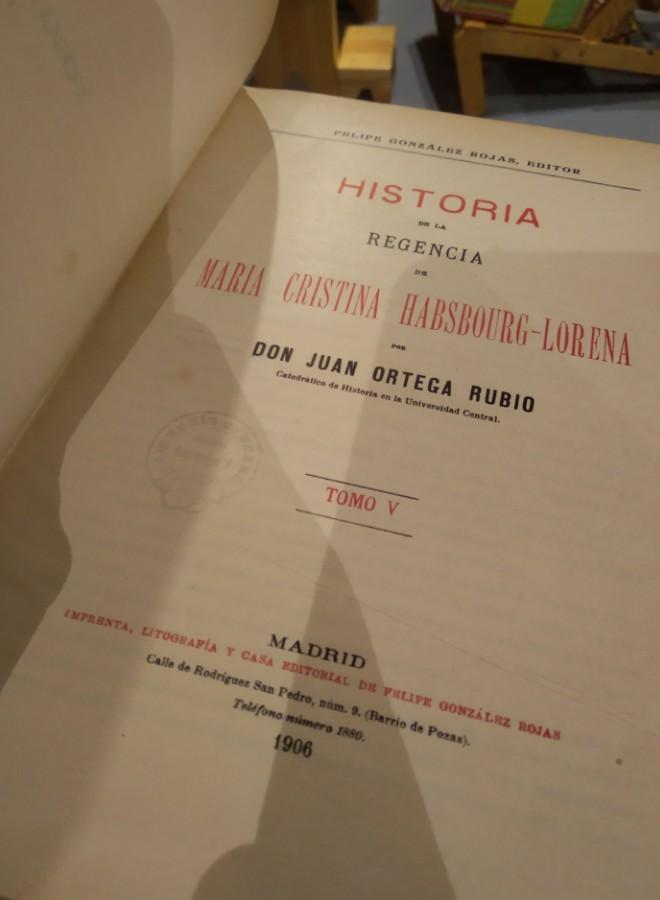 FELIPE GONZÁLEZ ROJAS, EDITOR
HISTORIA
DE LA
REGENCIA
DE
MARIA CRISTINA HABSBOURG-LORENA
POR
DON JUAN ORTEGA RUBIO
Catedrático de Historia en la Universidad Central.
TOMO V
MADRID
IMPRENTA, LITOGRAFÍA Y CASA EDITORIAL DE FELIPE GONZÁLEZ ROJAS
Calle de Rodríguez San Pedro, núm. 9. (Barrio de Pozas).
Teléfono número 1880.
1906